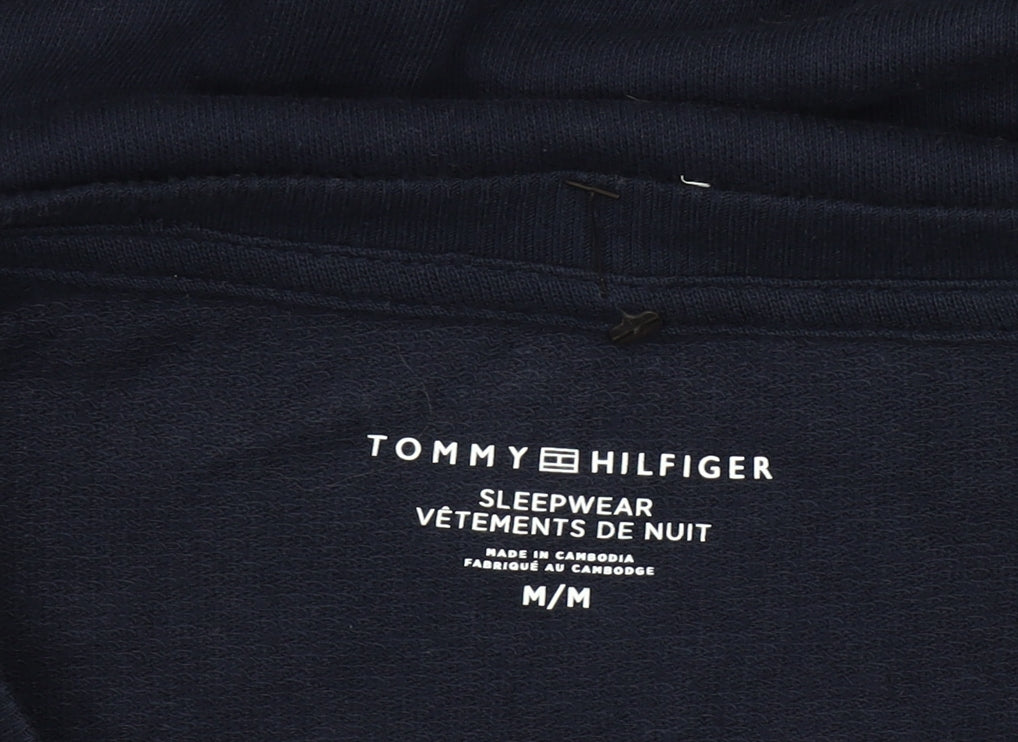 TOMMY HILFIGER
SLEEPWEAR
VÊTEMENTS DE NUIT
MADE IN CAMBODIA
FABRIQUÉ AU CAMBODGE
M/M